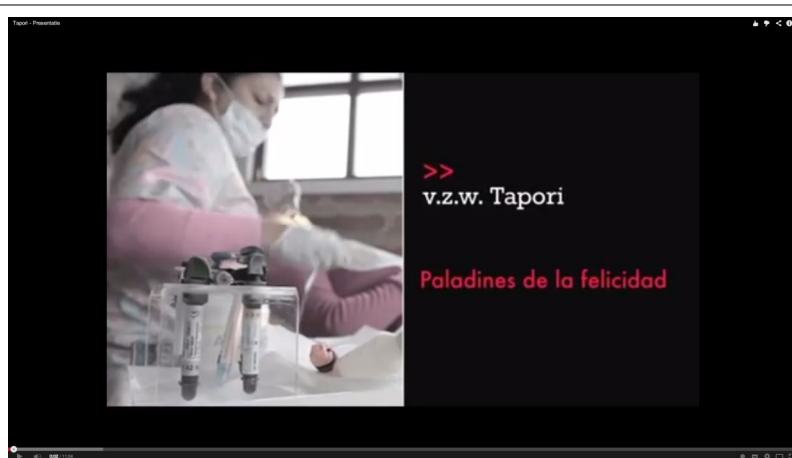 Tapori - Presentatie
>>
v.z.w. Tapori
Paladines de la felicidad